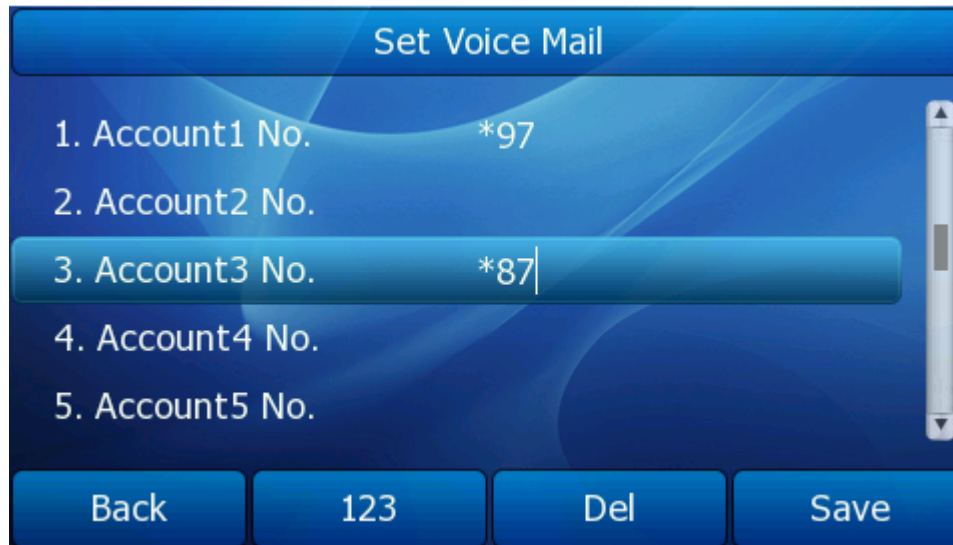 Set Voice Mail
1. Account1 No. *97
2. Account2 No.
3. Account3 No. *87
4. Account4 No.
5. Account5 No.
Back 123 Del Save